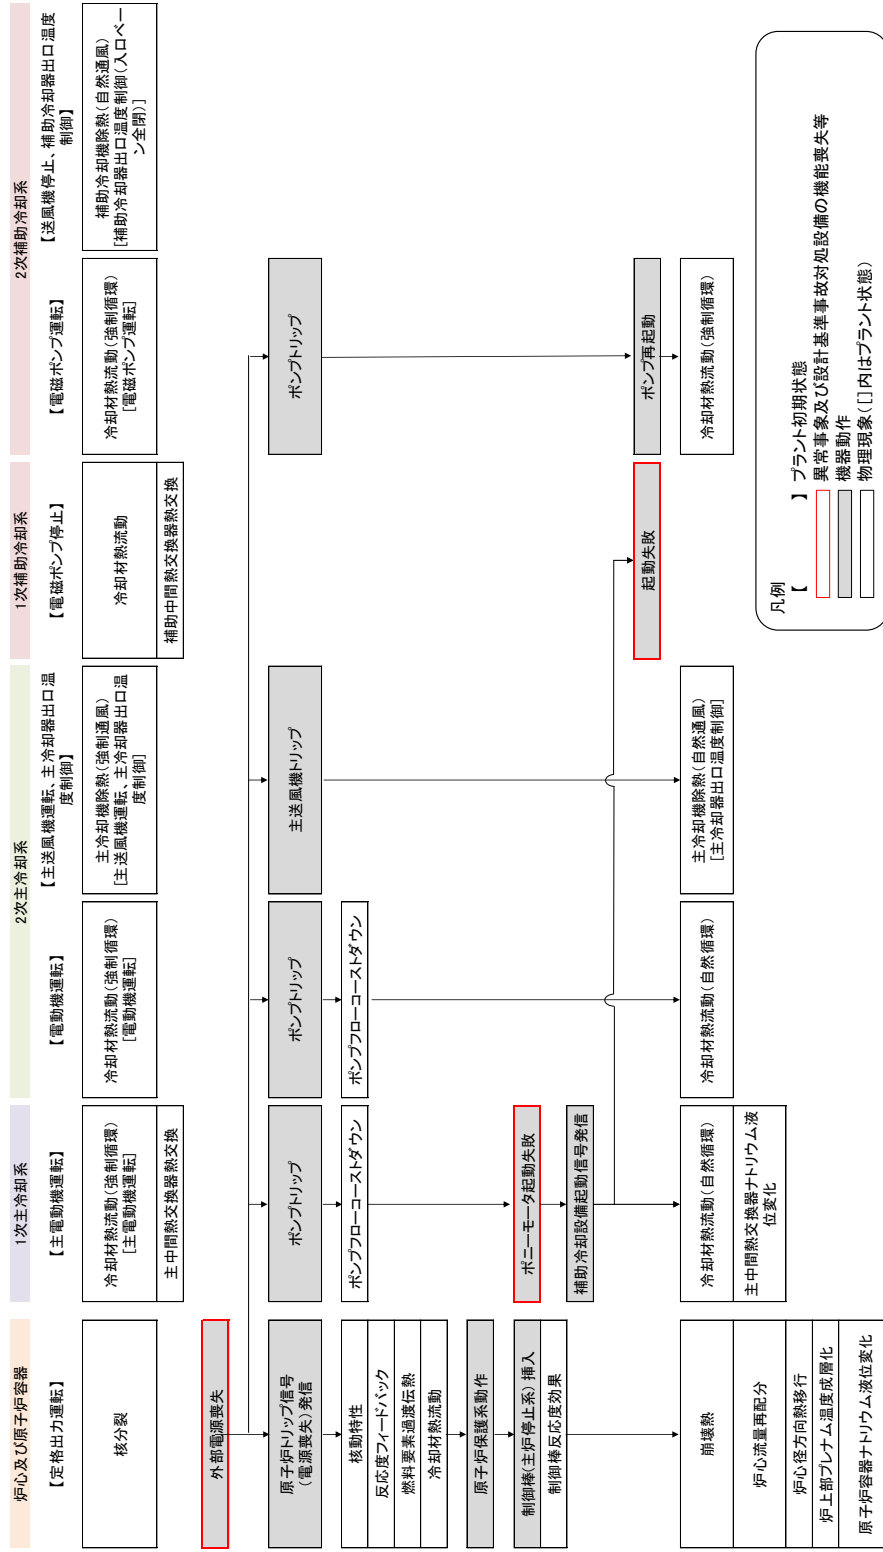 炉心及び原子炉容器
1次主冷却系
2次主冷却系
1次補助冷却系
2次補助冷却系
【定格出力運転】
【主電動機運転】
【電動機運転】
【主送風機運転、主冷却器出口温
度制御】
【電磁ポンプ停止】
【電磁ポンプ運転】
【送風機停止、補助冷却器出口温度
制御】
核分裂
冷却材熱流動(強制循環)
[主電動機運転]
主中間熱交換器熱交換
冷却材熱流動(強制循環)
[電動機運転]
主冷却機除熱(強制通風)
[主送風機運転、主冷却器出口温
度制御]
冷却材熱流動
補助中間熱交換器熱交換
冷却材熱流動(強制循環)
[電磁ポンプ運転]
補助冷却機除熱(自然通風)
[補助冷却器出口温度制御(入口ベー
ン全閉)]
外部電源喪失
原子炉トリップ信号
(電源喪失)発信
ポンプトリップ
ポンプトリップ
主送風機トリップ
ポンプトリップ
核動特性
反応度フィードバック
燃料要素過渡伝熱
冷却材熱流動
ポンプフローコーストダウン
ポンプフローコーストダウン
原子炉保護系動作
制御棒(主炉停止系)挿入
制御棒反応度効果
ポニーモータ起動失敗
補助冷却設備起動信号発信
起動失敗
ポンプ再起動
崩壊熱
炉心流量再配分
炉心径方向熱移行
炉上部プレナム温度成層化
原子炉容器ナトリウム液位変化
冷却材熱流動(自然循環)
主中間熱交換器ナトリウム液
位変化
冷却材熱流動(自然循環)
主冷却機除熱(自然通風)
[主冷却器出口温度制御]
冷却材熱流動(強制循環)
凡例
【 】 プラント初期状態
異常事象及び設計基準事故対処設備の機能喪失等
機器動作
物理現象([]内はプラント状態)